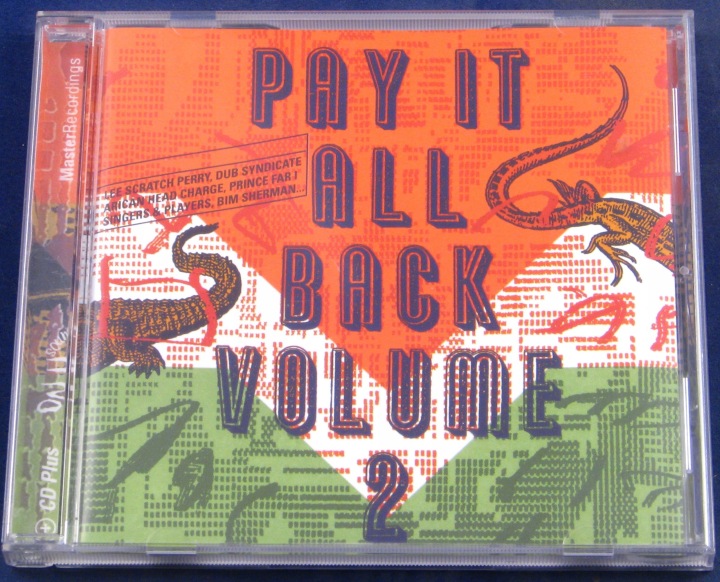 PAY IT
ALL
BACK
VOLUME
2
LEE SCRATCH PERRY, DUB SYNDICATE
ARICAN HEAD CHARGE, PRINCE FAR I
SINGERS & PLAYERS, BIM SHERMAN...
MasterRecordings
CD Plus